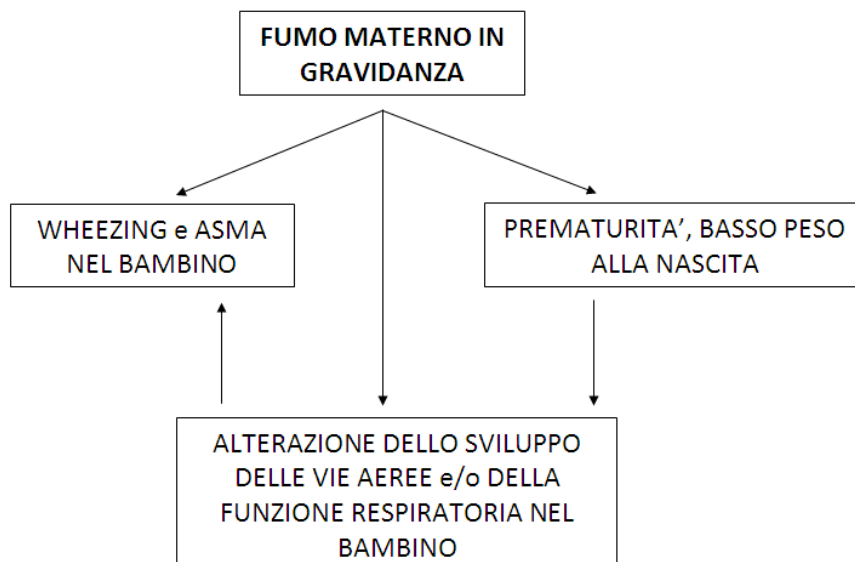 FUMO MATERNO IN
GRAVIDANZA
WHEEZING e ASMA
NEL BAMBINO
PREMATURITA’, BASSO PESO
ALLA NASCITA
ALTERAZIONE DELLO SVILUPPO
DELLE VIE AEREE e/o DELLA
FUNZIONE RESPIRATORIA NEL
BAMBINO